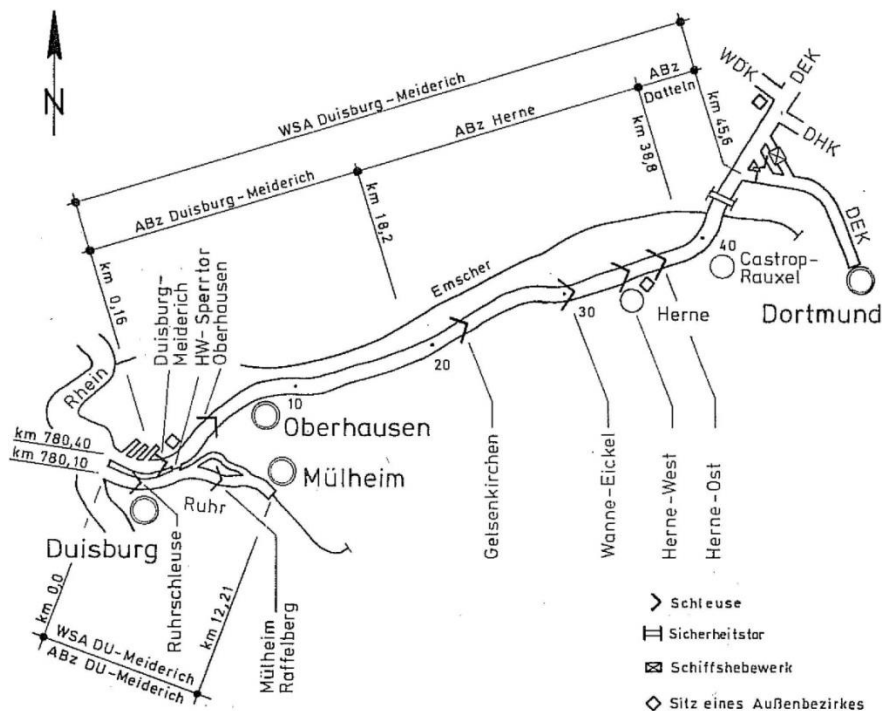 N
WSA Duisburg-Meiderich
ABz Duisburg-Meiderich
ABz Herne
ABz
Datteln
km 0,16
km 18,2
km 38,8
km 45,6
WDK
DEK
DHK
DEK
Dortmund
40
Castrop-
Rauxel
Herne
30
Emscher
20
10
Oberhausen
Mülheim
Duisburg-
Meiderich
HW-Sperrtor
Oberhausen
Rhein
km 780,40
km 780,10
Ruhr
Duisburg
Ruhrschleuse
Mülheim
Raffelberg
Gelsenkirchen
Wanne-Eickel
Herne-West
Herne-Ost
km 0,0
km 12,21
WSA DU-Meiderich
ABz DU-Meiderich
Schleuse
Sicherheitstor
Schiffshebewerk
Sitz eines Außenbezirkes